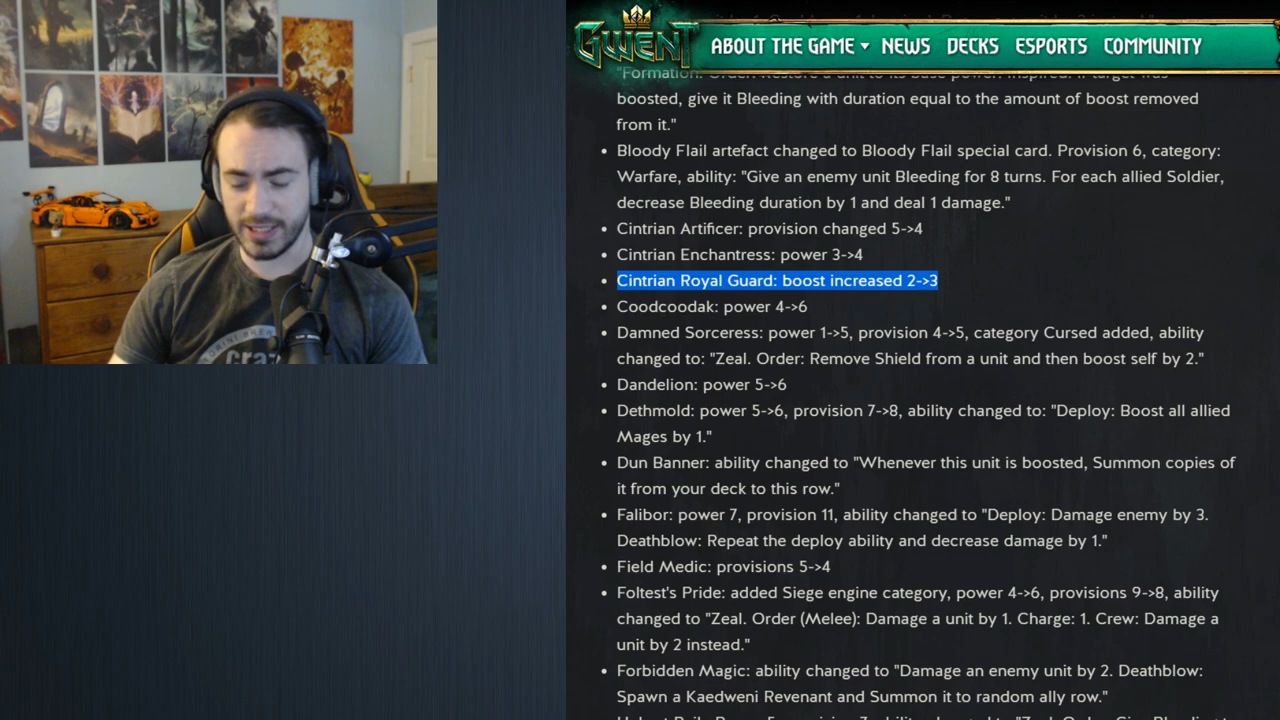 GWENT
ABOUT THE GAME NEWS DECKS ESPORTS COMMUNITY
boosted, give it Bleeding with duration equal to the amount of boost removed
from it."
• Bloody Flail artefact changed to Bloody Flail special card. Provision 6, category:
Warfare, ability: "Give an enemy unit Bleeding for 8 turns. For each allied Soldier,
decrease Bleeding duration by 1 and deal 1 damage."
• Cintrian Artificer: provision changed 5->4
• Cintrian Enchantress: power 3->4
• Cintrian Royal Guard: boost increased 2->3
• Coodcoodak: power 4->6
• Damned Sorceress: power 1->5, provision 4->5, category Cursed added, ability
changed to: "Zeal. Order: Remove Shield from a unit and then boost self by 2."
• Dandelion: power 5->6
• Dethmold: power 5->6, provision 7->8, ability changed to: "Deploy: Boost all allied
Mages by 1."
• Dun Banner: ability changed to "Whenever this unit is boosted, Summon copies of
it from your deck to this row."
• Falibor: power 7, provision 11, ability changed to "Deploy: Damage enemy by 3.
Deathblow: Repeat the deploy ability and decrease damage by 1."
• Field Medic: provisions 5->4
• Foltest's Pride: added Siege engine category, power 4->6, provisions 9->8, ability
changed to "Zeal. Order (Melee): Damage a unit by 1. Charge: 1. Crew: Damage a
unit by 2 instead."
• Forbidden Magic: ability changed to "Damage an enemy unit by 2. Deathblow:
Spawn a Kaedweni Revenant and Summon it to random ally row."